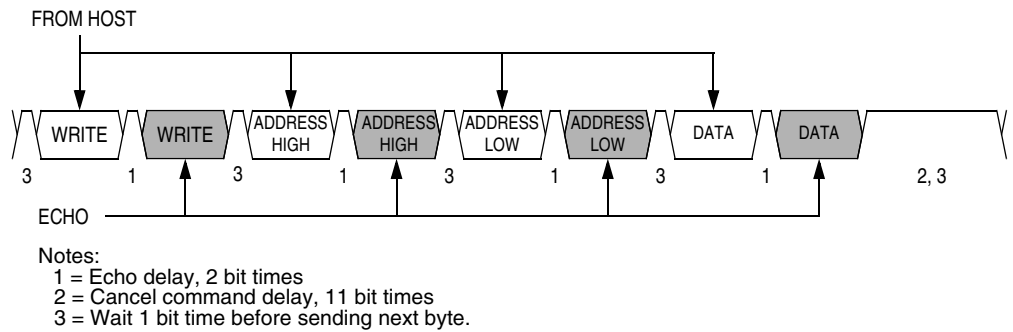 FROM HOST
WRITE WRITE ADDRESS HIGH ADDRESS HIGH ADDRESS LOW ADDRESS LOW DATA DATA
3 1 3 1 3 1 3 1 2, 3
ECHO
Notes:
1 = Echo delay, 2 bit times
2 = Cancel command delay, 11 bit times
3 = Wait 1 bit time before sending next byte.